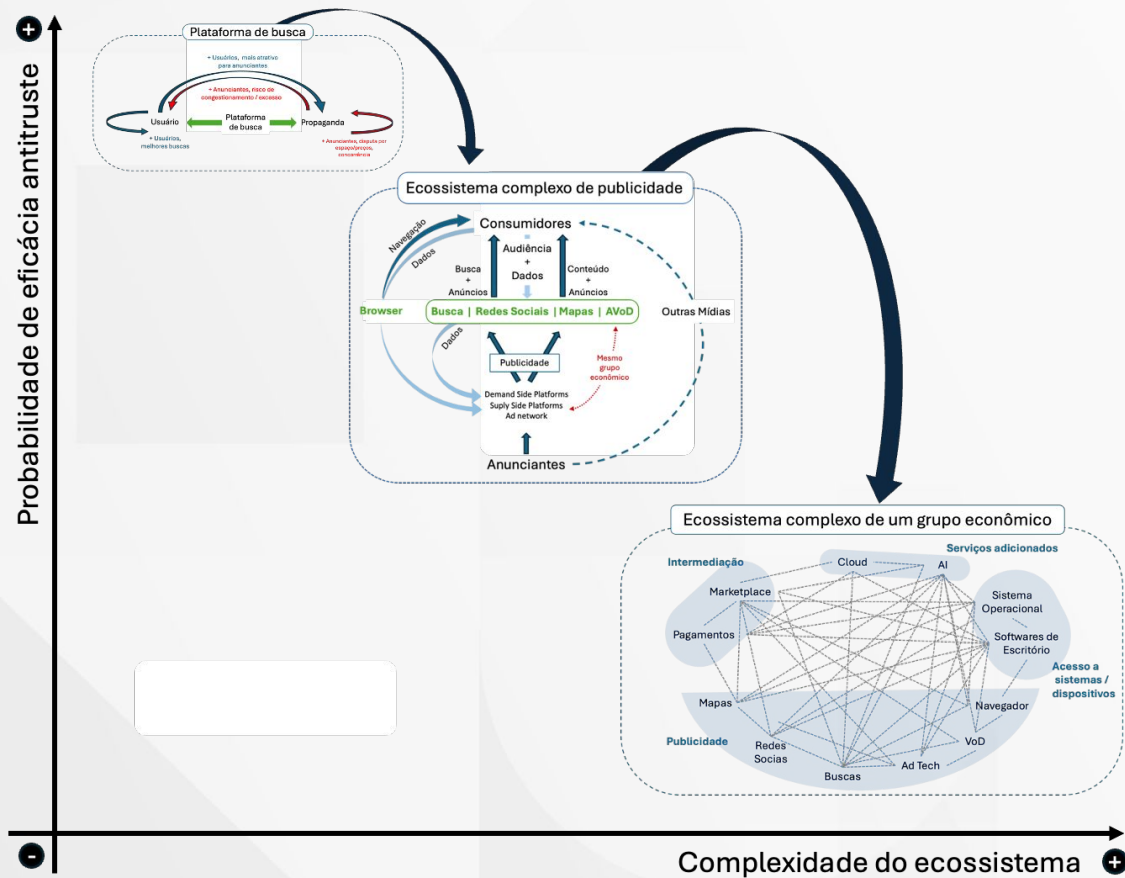 +
Probabilidade de eficácia antitruste
-
Complexidade do ecossistema
+
Plataforma de busca
+ Usuários, mais atrativo
para anunciantes
+ Anunciantes, risco de
congestionamento / excesso
Usuário
Plataforma
de busca
Propaganda
+ Usuários,
melhores buscas
+ Anunciantes, disputa por
espaço/preços,
concorrência
Ecossistema complexo de publicidade
Consumidores
Navegação
Dados
Audiência
+
Dados
Busca
+
Anúncios
Conteúdo
+
Anúncios
Browser
Busca | Redes Sociais | Mapas | AVoD
Outras Mídias
Dados
Publicidade
Mesmo
grupo
econômico
Demand Side Platforms
Suply Side Platforms
Ad network
Anunciantes
Ecossistema complexo de um grupo econômico
Serviços adicionados
Intermediação
Cloud
AI
Marketplace
Sistema
Operacional
Pagamentos
Softwares de
Escritório
Acesso a
sistemas /
dispositivos
Mapas
Navegador
Publicidade
Redes
Socias
VoD
Ad Tech
Buscas